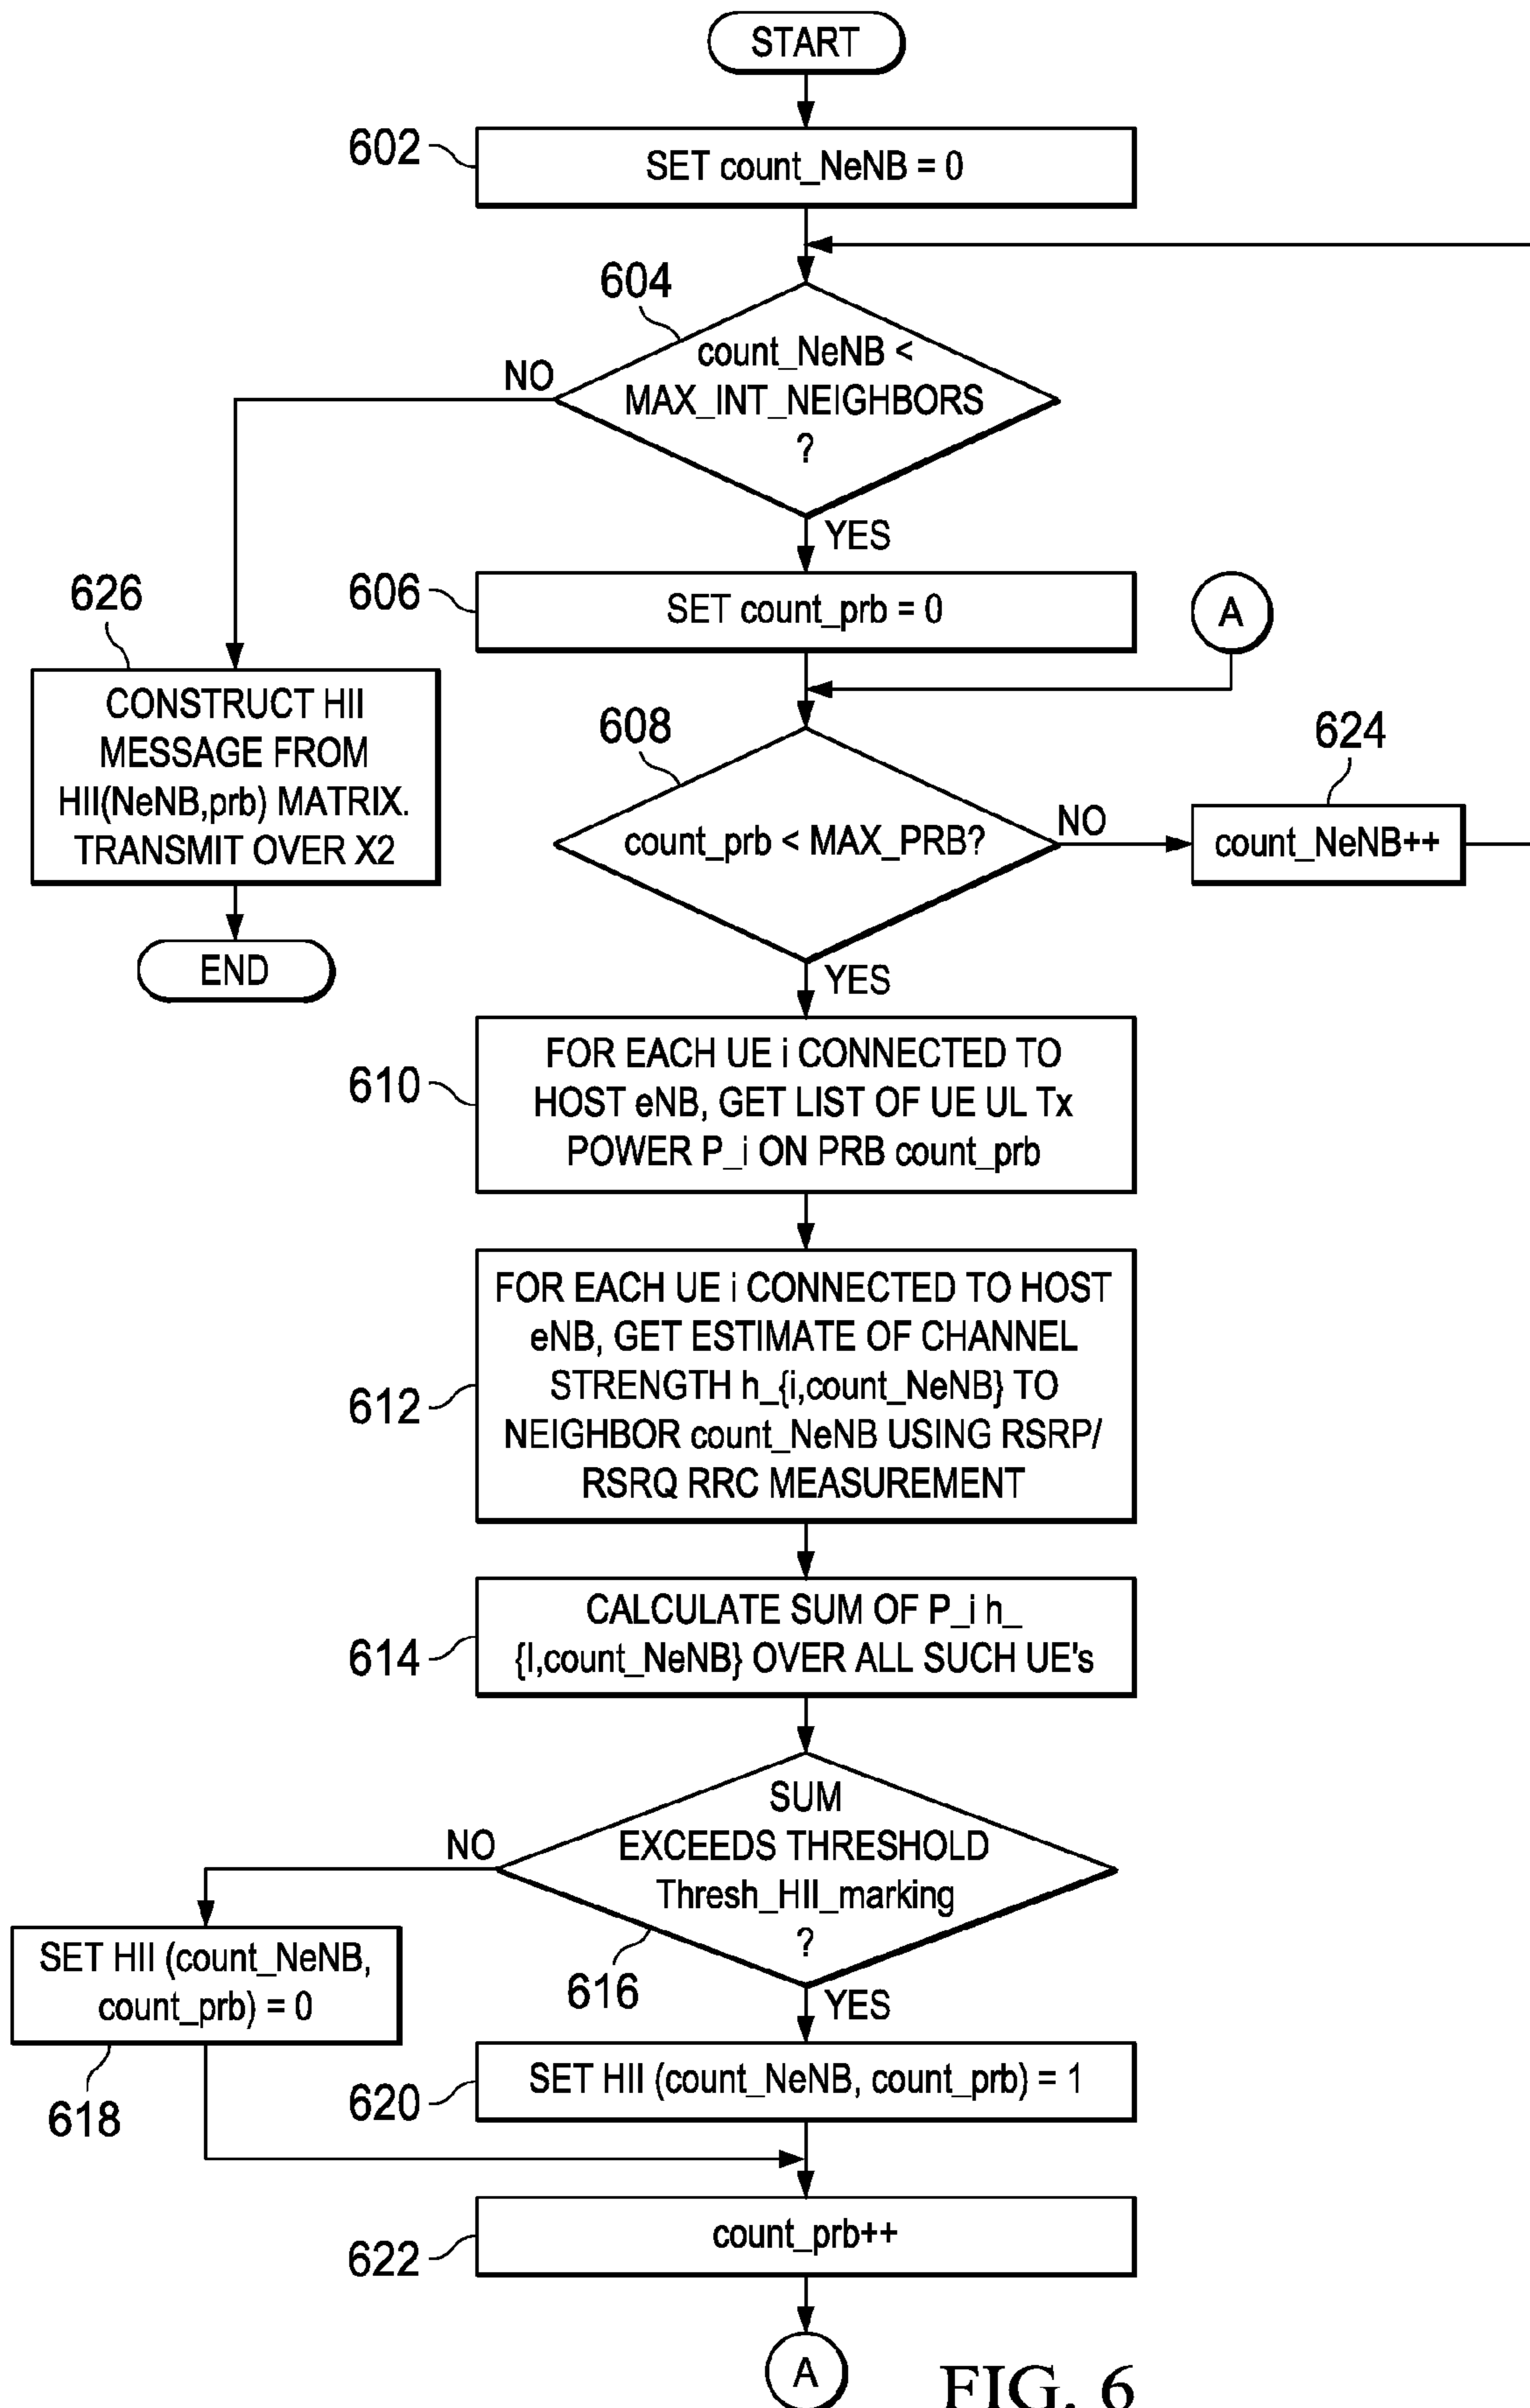 START
602
SET count_NeNB = 0
604
count_NeNB <
MAX_INT_NEIGHBORS
?
NO
YES
626
606
SET count_prb = 0
A
CONSTRUCT HII
MESSAGE FROM
HII(NeNB,prb) MATRIX.
TRANSMIT OVER X2
608
count_prb < MAX_PRB?
NO
624
count_NeNB++
END
YES
610
FOR EACH UE i CONNECTED TO
HOST eNB, GET LIST OF UE UL Tx
POWER P_i ON PRB count_prb
612
FOR EACH UE i CONNECTED TO HOST
eNB, GET ESTIMATE OF CHANNEL
STRENGTH h_{i,count_NeNB} TO
NEIGHBOR count_NeNB USING RSRP/
RSRQ RRC MEASUREMENT
614
CALCULATE SUM OF P_i h_
{I,count_NeNB} OVER ALL SUCH UE's
SUM
EXCEEDS THRESHOLD
Thresh_HII_marking
?
NO
616
YES
SET HII (count_NeNB,
count_prb) = 0
618
620
SET HII (count_NeNB, count_prb) = 1
622
count_prb++
A
FIG. 6